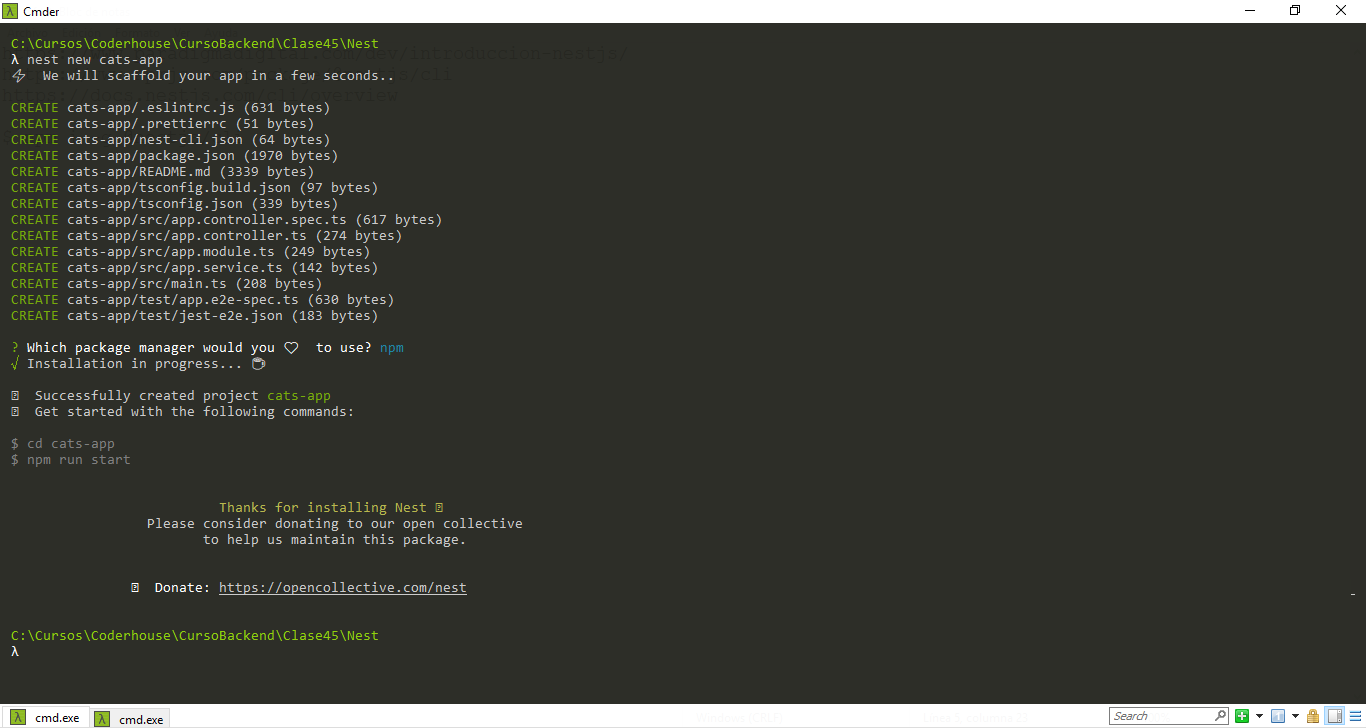 Cmder
C:\Cursos\Coderhouse\CursoBackend\Clase45\Nest
λ nest new cats-app
⚡ We will scaffold your app in a few seconds..
CREATE cats-app/.eslintrc.js (631 bytes)
CREATE cats-app/.prettierrc (51 bytes)
CREATE cats-app/nest-cli.json (64 bytes)
CREATE cats-app/package.json (1970 bytes)
CREATE cats-app/README.md (3339 bytes)
CREATE cats-app/tsconfig.build.json (97 bytes)
CREATE cats-app/tsconfig.json (339 bytes)
CREATE cats-app/src/app.controller.spec.ts (617 bytes)
CREATE cats-app/src/app.controller.ts (274 bytes)
CREATE cats-app/src/app.module.ts (249 bytes)
CREATE cats-app/src/app.service.ts (142 bytes)
CREATE cats-app/src/main.ts (208 bytes)
CREATE cats-app/test/app.e2e-spec.ts (630 bytes)
CREATE cats-app/test/jest-e2e.json (183 bytes)
? Which package manager would you ♡ to use? npm
√ Installation in progress... ☕
Successfully created project cats-app
Get started with the following commands:
$ cd cats-app
$ npm run start
Thanks for installing Nest
Please consider donating to our open collective
to help us maintain this package.
Donate: https://opencollective.com/nest
C:\Cursos\Coderhouse\CursoBackend\Clase45\Nest
λ
cmd.exe
cmd.exe
Search